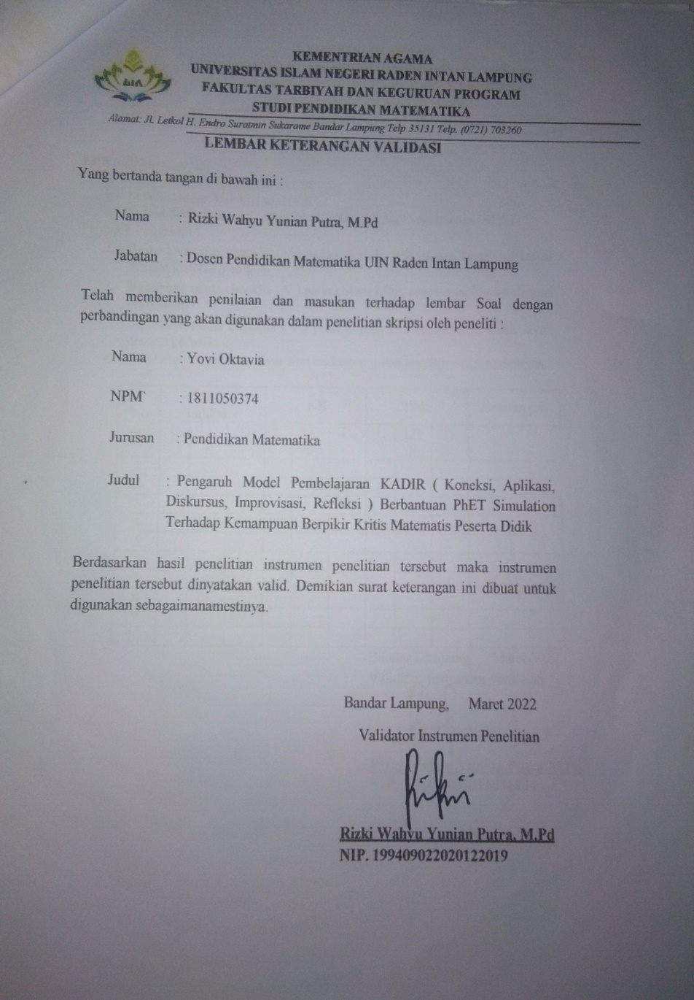 KEMENTRIAN AGAMA
UNIVERSITAS ISLAM NEGERI RADEN INTAN LAMPUNG
FAKULTAS TARBIYAH DAN KEGURUAN PROGRAM
STUDI PENDIDIKAN MATEMATIKA
Alamat: Jl. Letkol H. Endro Suratmin Sukarame Bandar Lampung Telp 35131 Telp. (0721) 703260
LEMBAR KETERANGAN VALIDASI
Yang bertanda tangan di bawah ini :
Nama : Rizki Wahyu Yunian Putra, M.Pd
Jabatan : Dosen Pendidikan Matematika UIN Raden Intan Lampung
Telah memberikan penilaian dan masukan terhadap lembar Soal dengan
perbandingan yang akan digunakan dalam penelitian skripsi oleh peneliti :
Nama : Yovi Oktavia
NPM` : 1811050374
Jurusan : Pendidikan Matematika
Judul : Pengaruh Model Pembelajaran KADIR ( Koneksi, Aplikasi,
Diskursus, Improvisasi, Refleksi ) Berbantuan PhET Simulation
Terhadap Kemampuan Berpikir Kritis Matematis Peserta Didik
Berdasarkan hasil penelitian instrumen penelitian tersebut maka instrumen
penelitian tersebut dinyatakan valid. Demikian surat keterangan ini dibuat untuk
digunakan sebagaimanamestinya.
Bandar Lampung, Maret 2022
Validator Instrumen Penelitian
Rizki Wahyu Yunian Putra, M.Pd
NIP. 199409022020122019